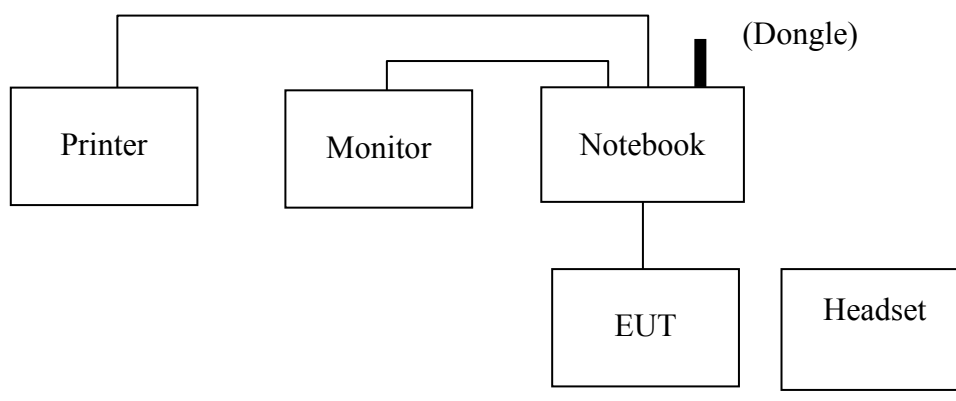 (Dongle)
Printer
Monitor
Notebook
EUT
Headset